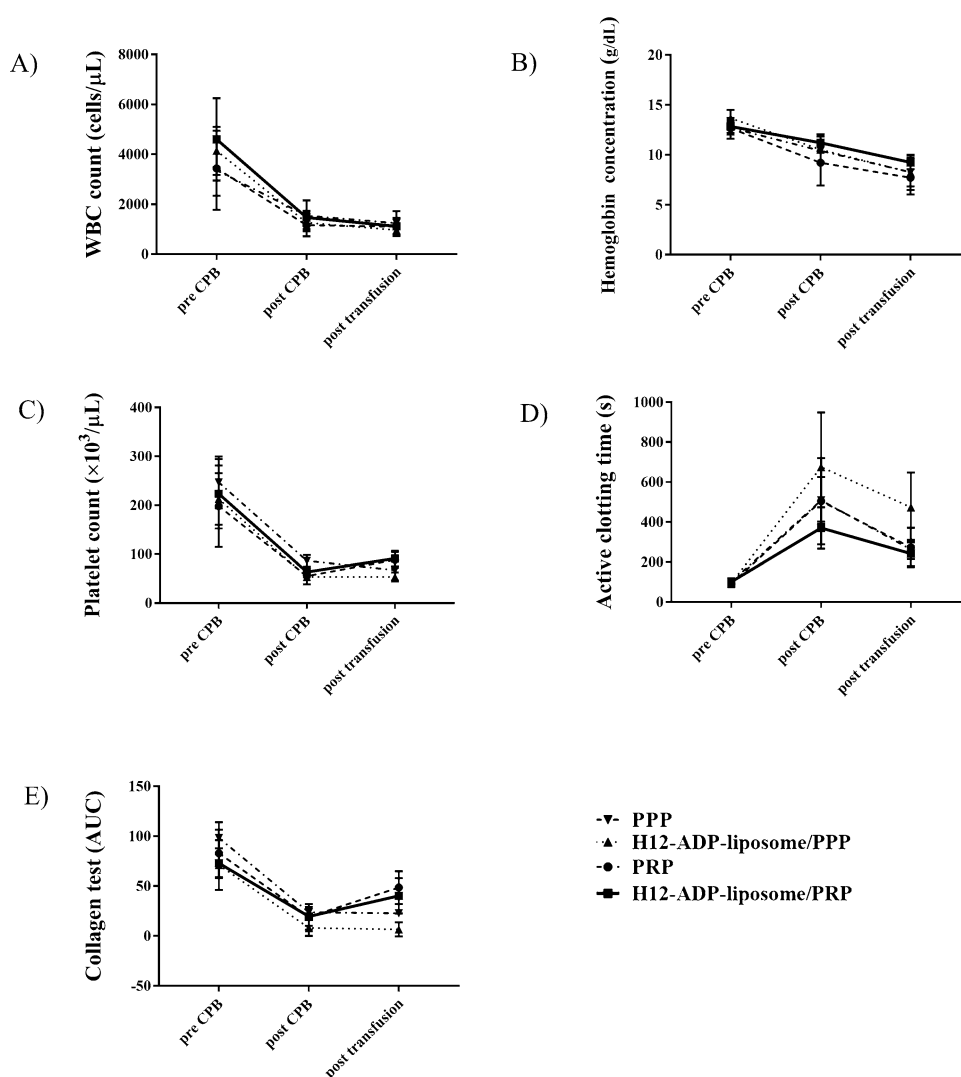 A)
WBC count (cells/μL)
8000
6000
4000
2000
0
pre CPB
post CPB
post transfusion
B)
Hemoglobin concentration (g/dL)
20
15
10
5
0
pre CPB
post CPB
post transfusion
C)
Platelet count (×10³/μL)
400
300
200
100
0
pre CPB
post CPB
post transfusion
D)
Active clotting time (s)
1000
800
600
400
200
0
pre CPB
post CPB
post transfusion
E)
Collagen test (AUC)
150
100
50
0
-50
pre CPB
post CPB
post transfusion
PPP
H12-ADP-liposome/PPP
PRP
H12-ADP-liposome/PRP